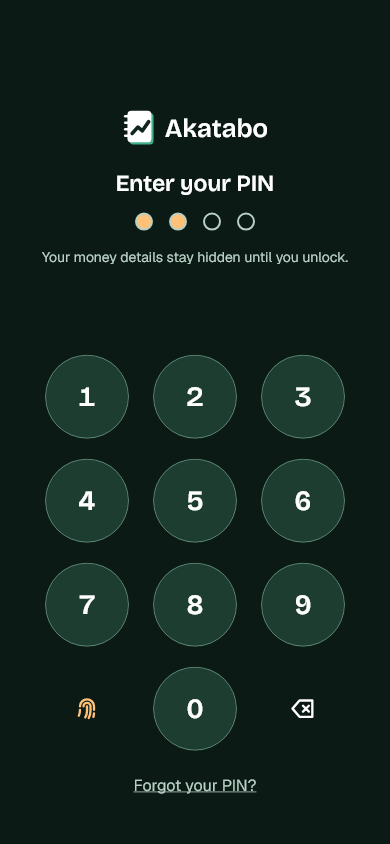 Akatabo
Enter your PIN
Your money details stay hidden until you unlock.
1 2 3
4 5 6
7 8 9
0
Forgot your PIN?